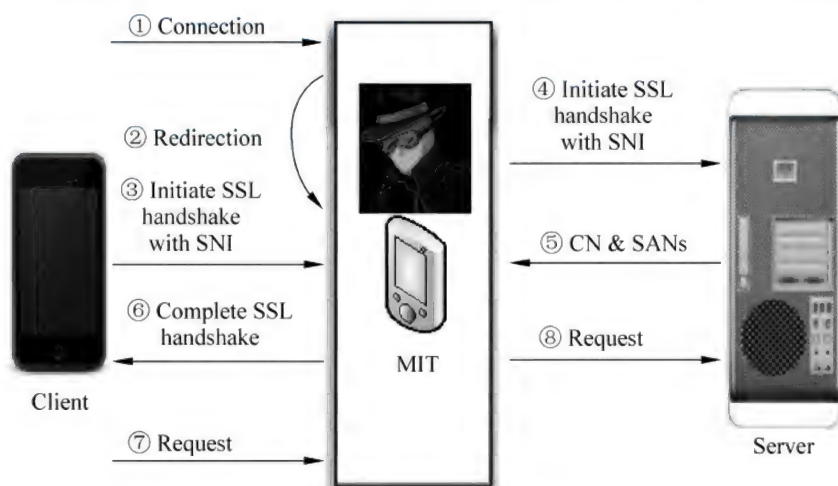 ① Connection
② Redirection
③ Initiate SSL
handshake
with SNI
④ Initiate SSL
handshake
with SNI
⑤ CN & SANs
⑥ Complete SSL
handshake
MIT
⑧ Request
Client
⑦ Request
Server